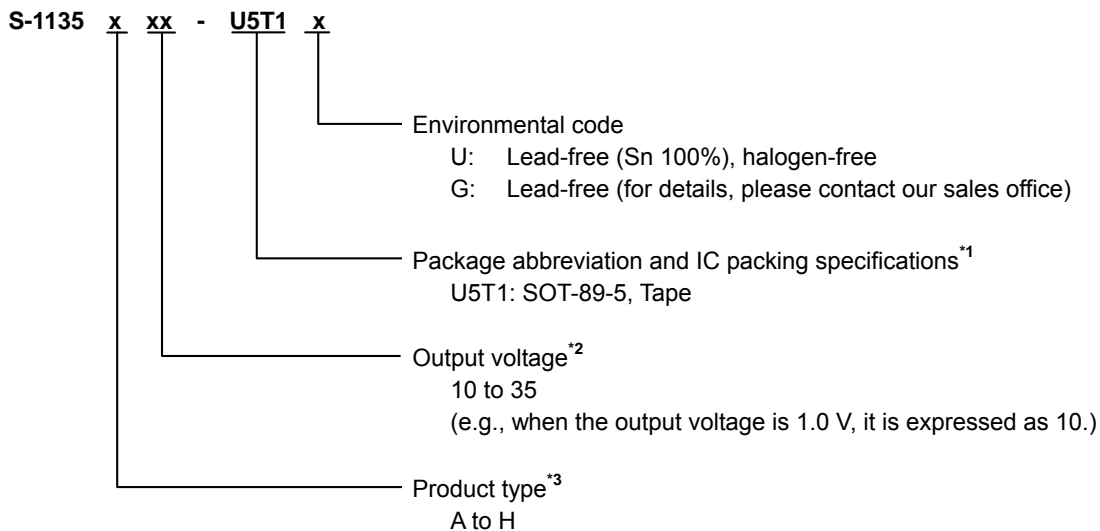 S-1135 x xx - U5T1 x
Environmental code
U: Lead-free (Sn 100%), halogen-free
G: Lead-free (for details, please contact our sales office)
Package abbreviation and IC packing specifications*1
U5T1: SOT-89-5, Tape
Output voltage*2
10 to 35
(e.g., when the output voltage is 1.0 V, it is expressed as 10.)
Product type*3
A to H